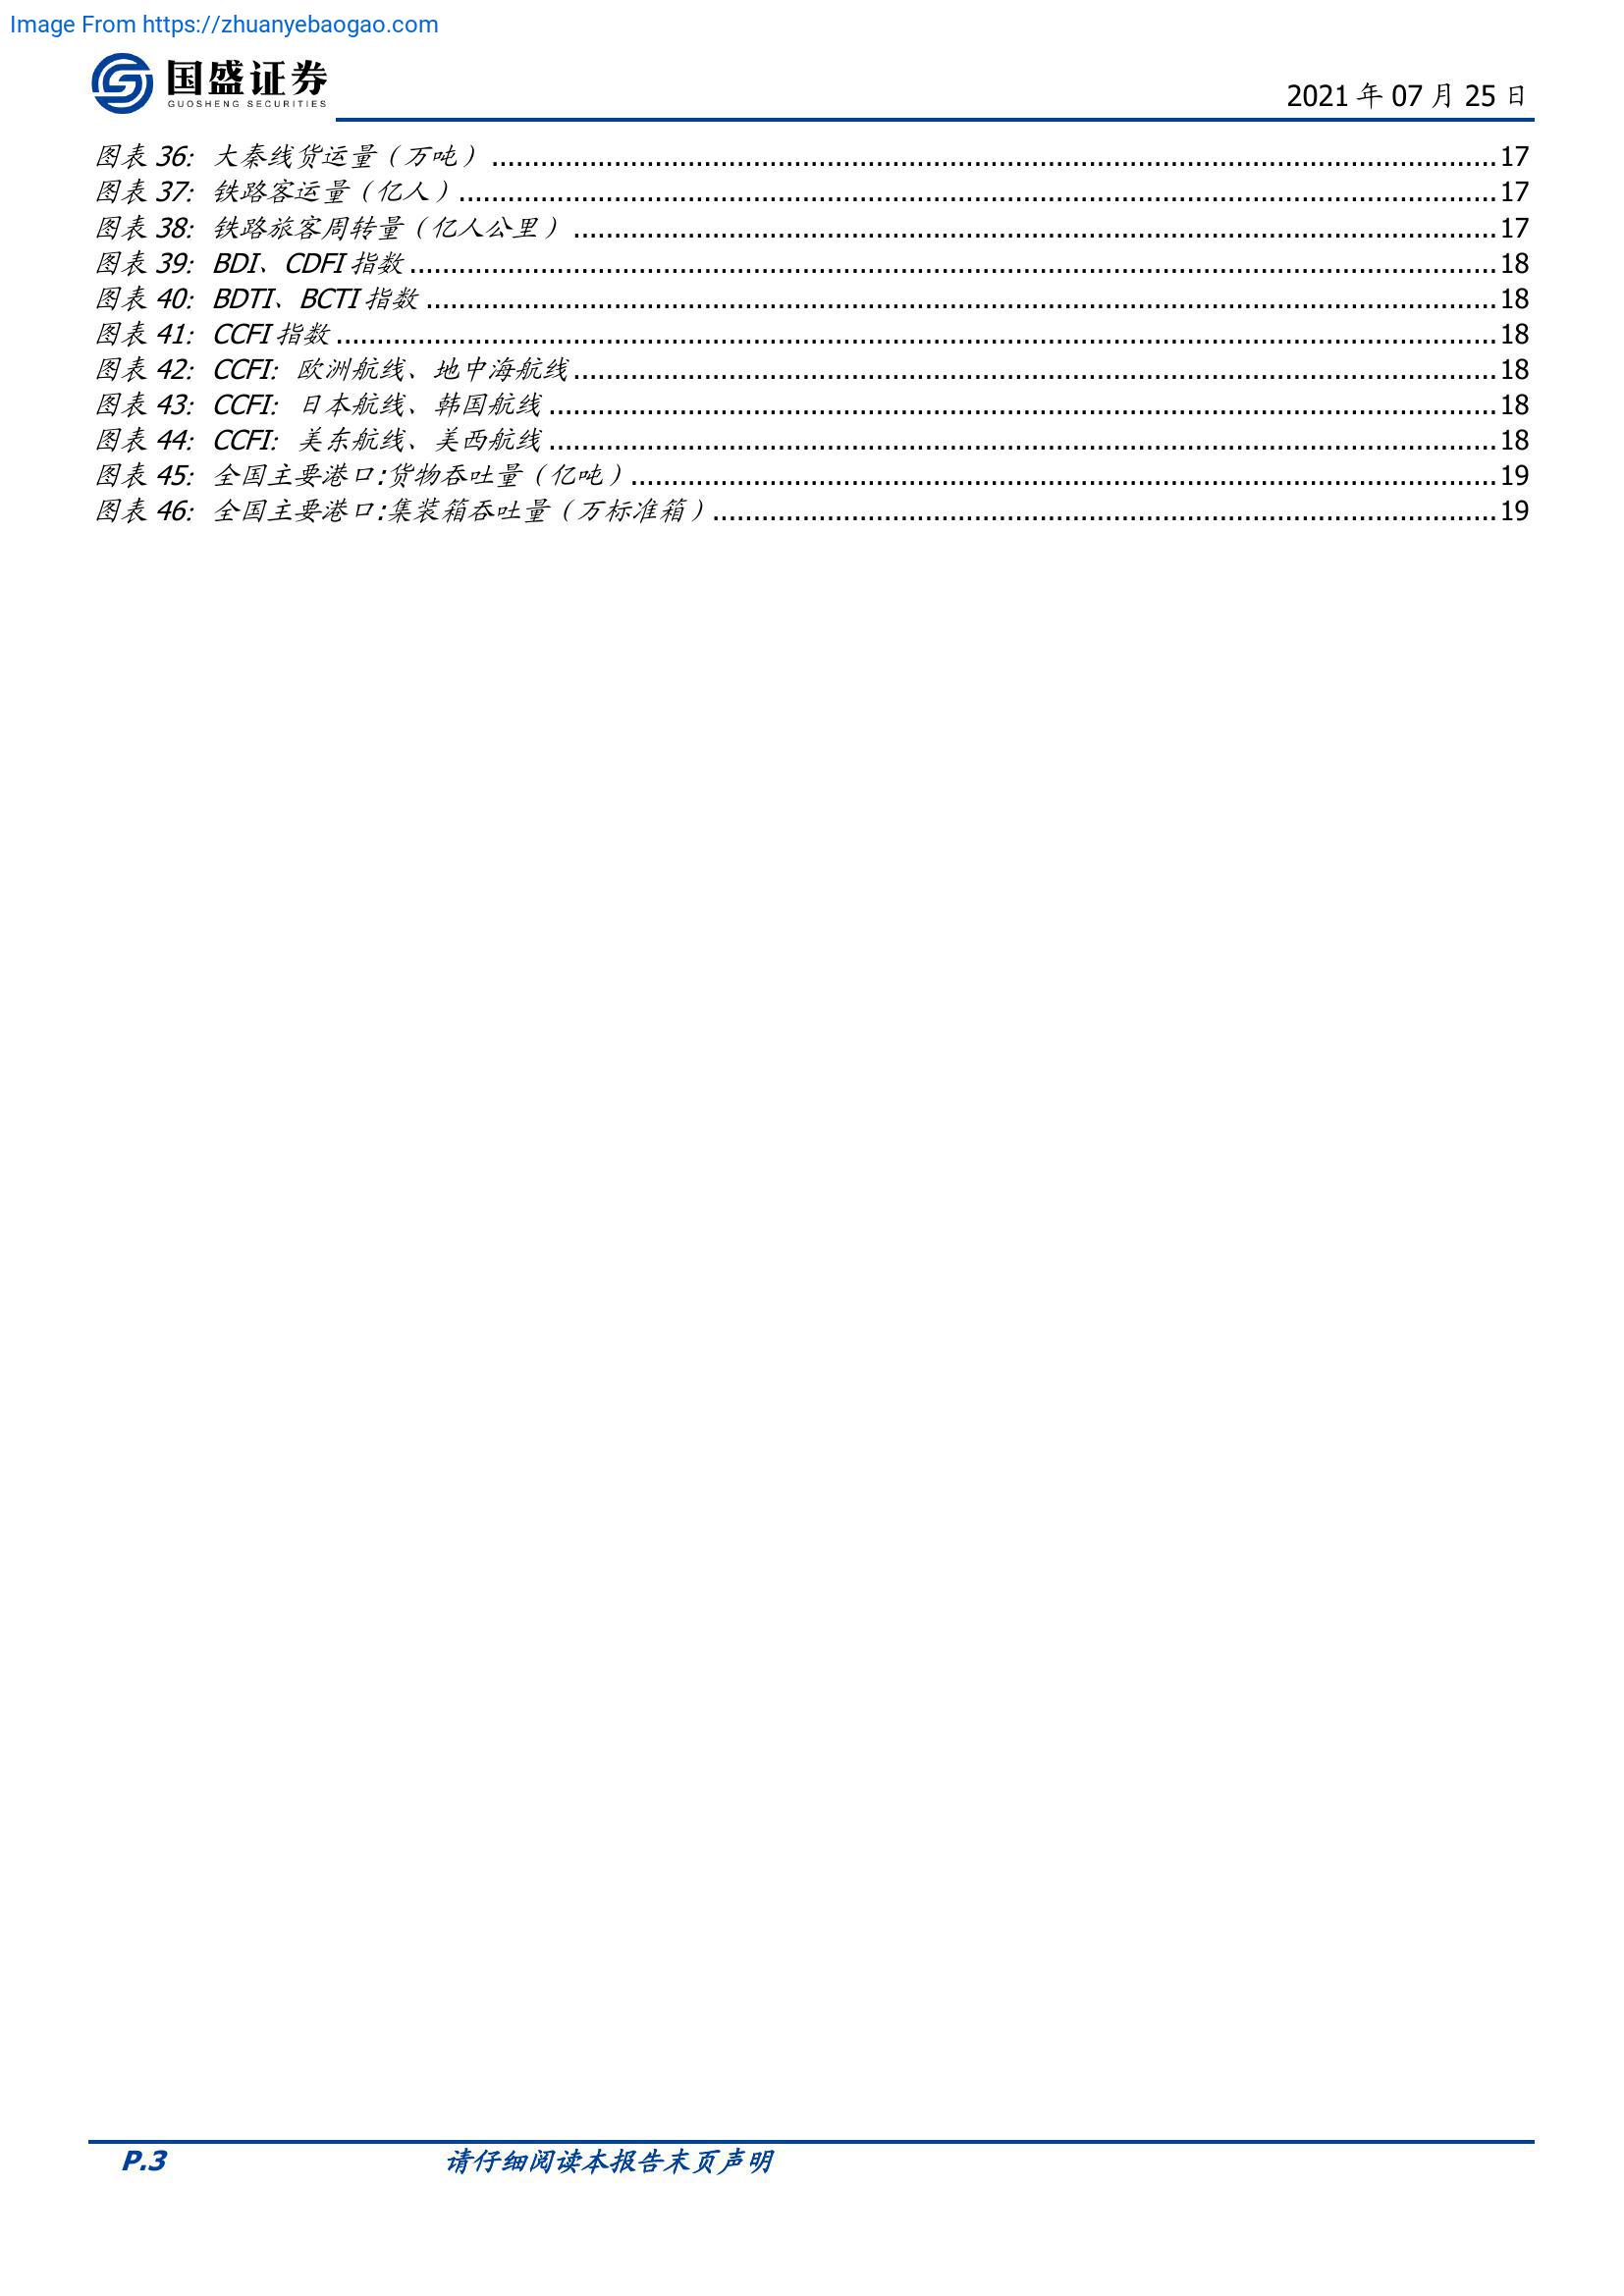 Image From https://zhuanyebaogao.com
国盛证券
GUOSHENG SECURITIES
2021 年 07 月 25 日
图表 36: 大秦线货运量（万吨）.....17
图表 37: 铁路客运量（亿人）.....17
图表 38: 铁路旅客周转量（亿人公里）.....17
图表 39: BDI、CDFI 指数.....18
图表 40: BDTI、BCTI 指数.....18
图表 41: CCFI 指数.....18
图表 42: CCFI: 欧洲航线、地中海航线.....18
图表 43: CCFI: 日本航线、韩国航线.....18
图表 44: CCFI: 美东航线、美西航线.....18
图表 45: 全国主要港口:货物吞吐量（亿吨）.....19
图表 46: 全国主要港口:集装箱吞吐量（万标准箱）.....19
P.3 请仔细阅读本报告末页声明